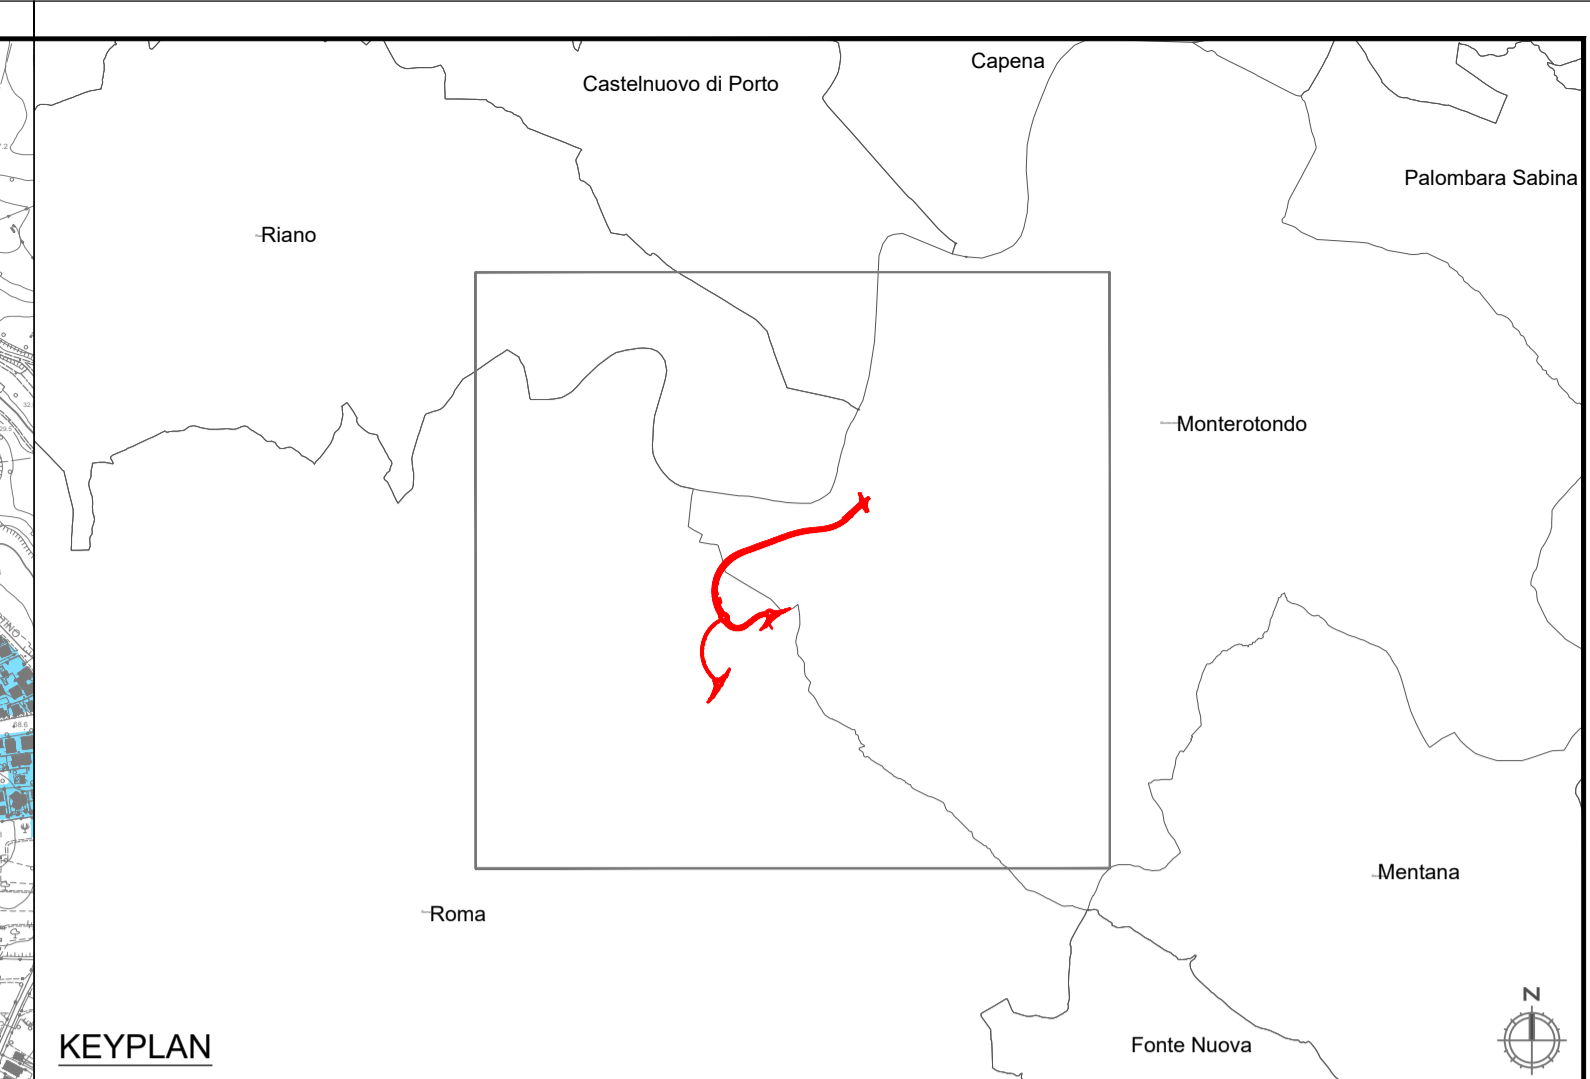 Capena
Castelnuovo di Porto
Palombara Sabina
Riano
Monterotondo
Mentana
Roma
N
KEYPLAN
Fonte Nuova